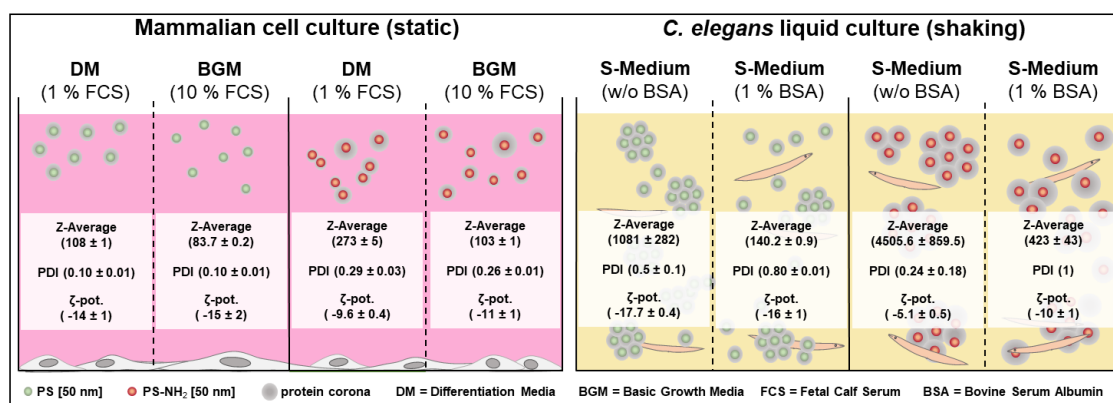 Mammalian cell culture (static)
C. elegans liquid culture (shaking)
DM
(1 % FCS)
BGM
(10 % FCS)
DM
(1 % FCS)
BGM
(10 % FCS)
S-Medium
(w/o BSA)
S-Medium
(1 % BSA)
S-Medium
(w/o BSA)
S-Medium
(1 % BSA)
Z-Average
(108 ± 1)
PDI (0.10 ± 0.01)
ζ-pot.
( -14 ± 1)
Z-Average
(83.7 ± 0.2)
PDI (0.10 ± 0.01)
ζ-pot.
( -15 ± 2)
Z-Average
(273 ± 5)
PDI (0.29 ± 0.03)
ζ-pot.
( -9.6 ± 0.4)
Z-Average
(103 ± 1)
PDI (0.26 ± 0.01)
ζ-pot.
( -11 ± 1)
Z-Average
(1081 ± 282)
PDI (0.5 ± 0.1)
ζ-pot.
( -17.7 ± 0.4)
Z-Average
(140.2 ± 0.9)
PDI (0.80 ± 0.01)
ζ-pot.
( -16 ± 1)
Z-Average
(4505.6 ± 859.5)
PDI (0.24 ± 0.18)
ζ-pot.
( -5.1 ± 0.5)
Z-Average
(423 ± 43)
PDI (1)
ζ-pot.
( -10 ± 1)
PS [50 nm] PS-NH₂ [50 nm] protein corona DM = Differentiation Media BGM = Basic Growth Media FCS = Fetal Calf Serum BSA = Bovine Serum Albumin